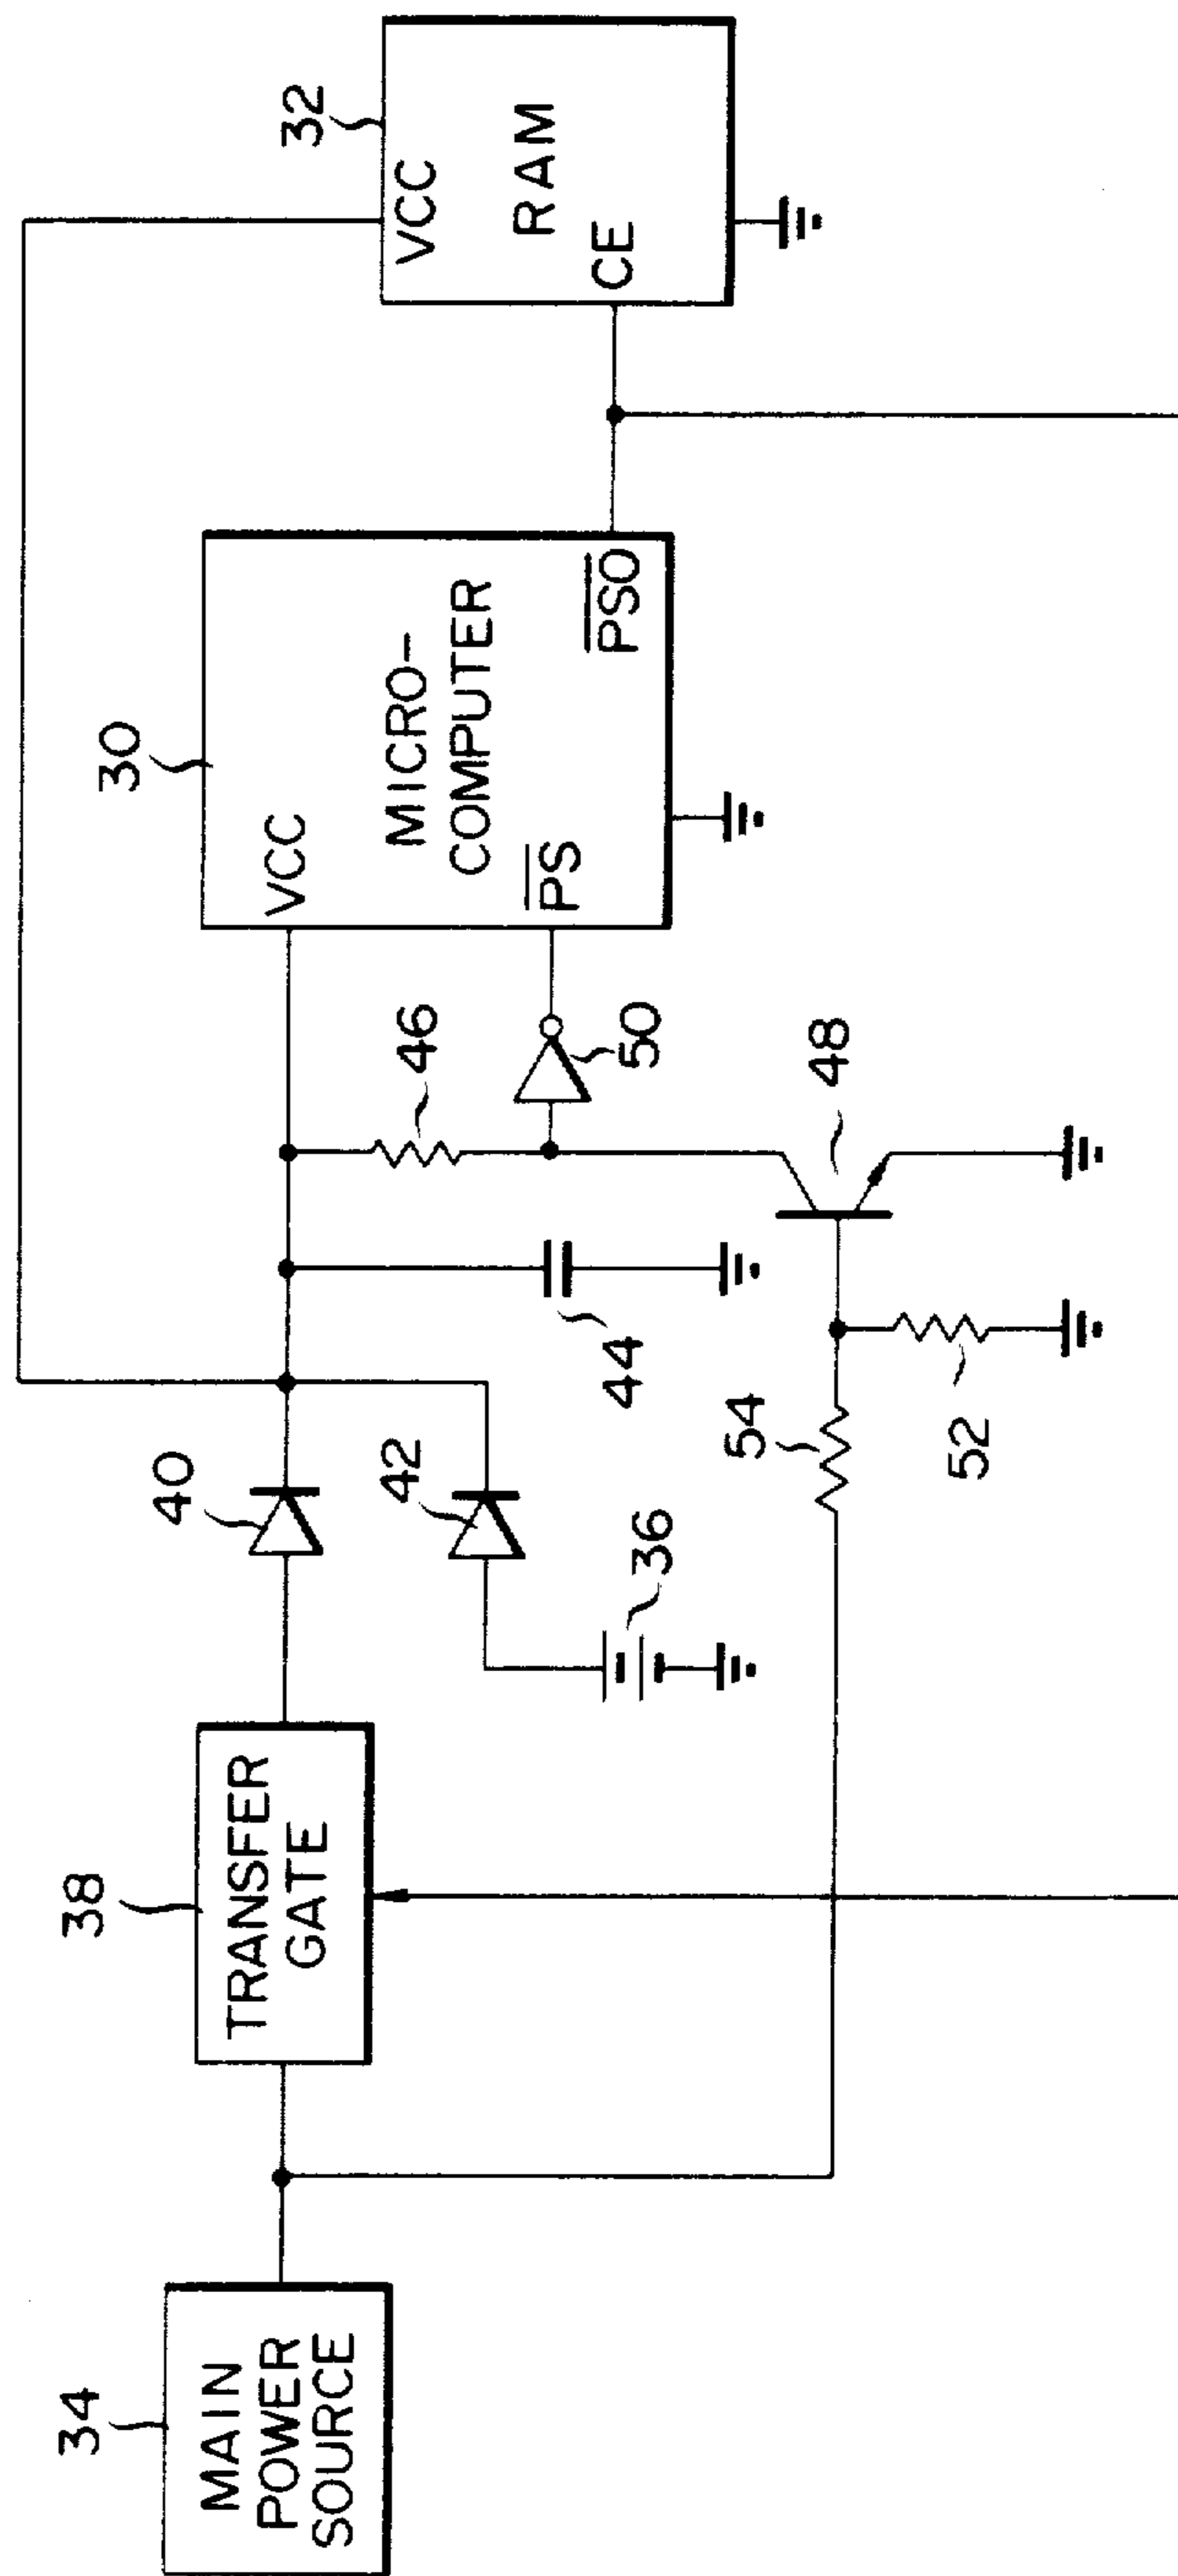 34
MAIN
POWER
SOURCE
38
TRANSFER
GATE
40
42
36
44
54
52
46
50
48
30
VCC
MICRO-
COMPUTER
PS
PSO
32
VCC
RAM
CE